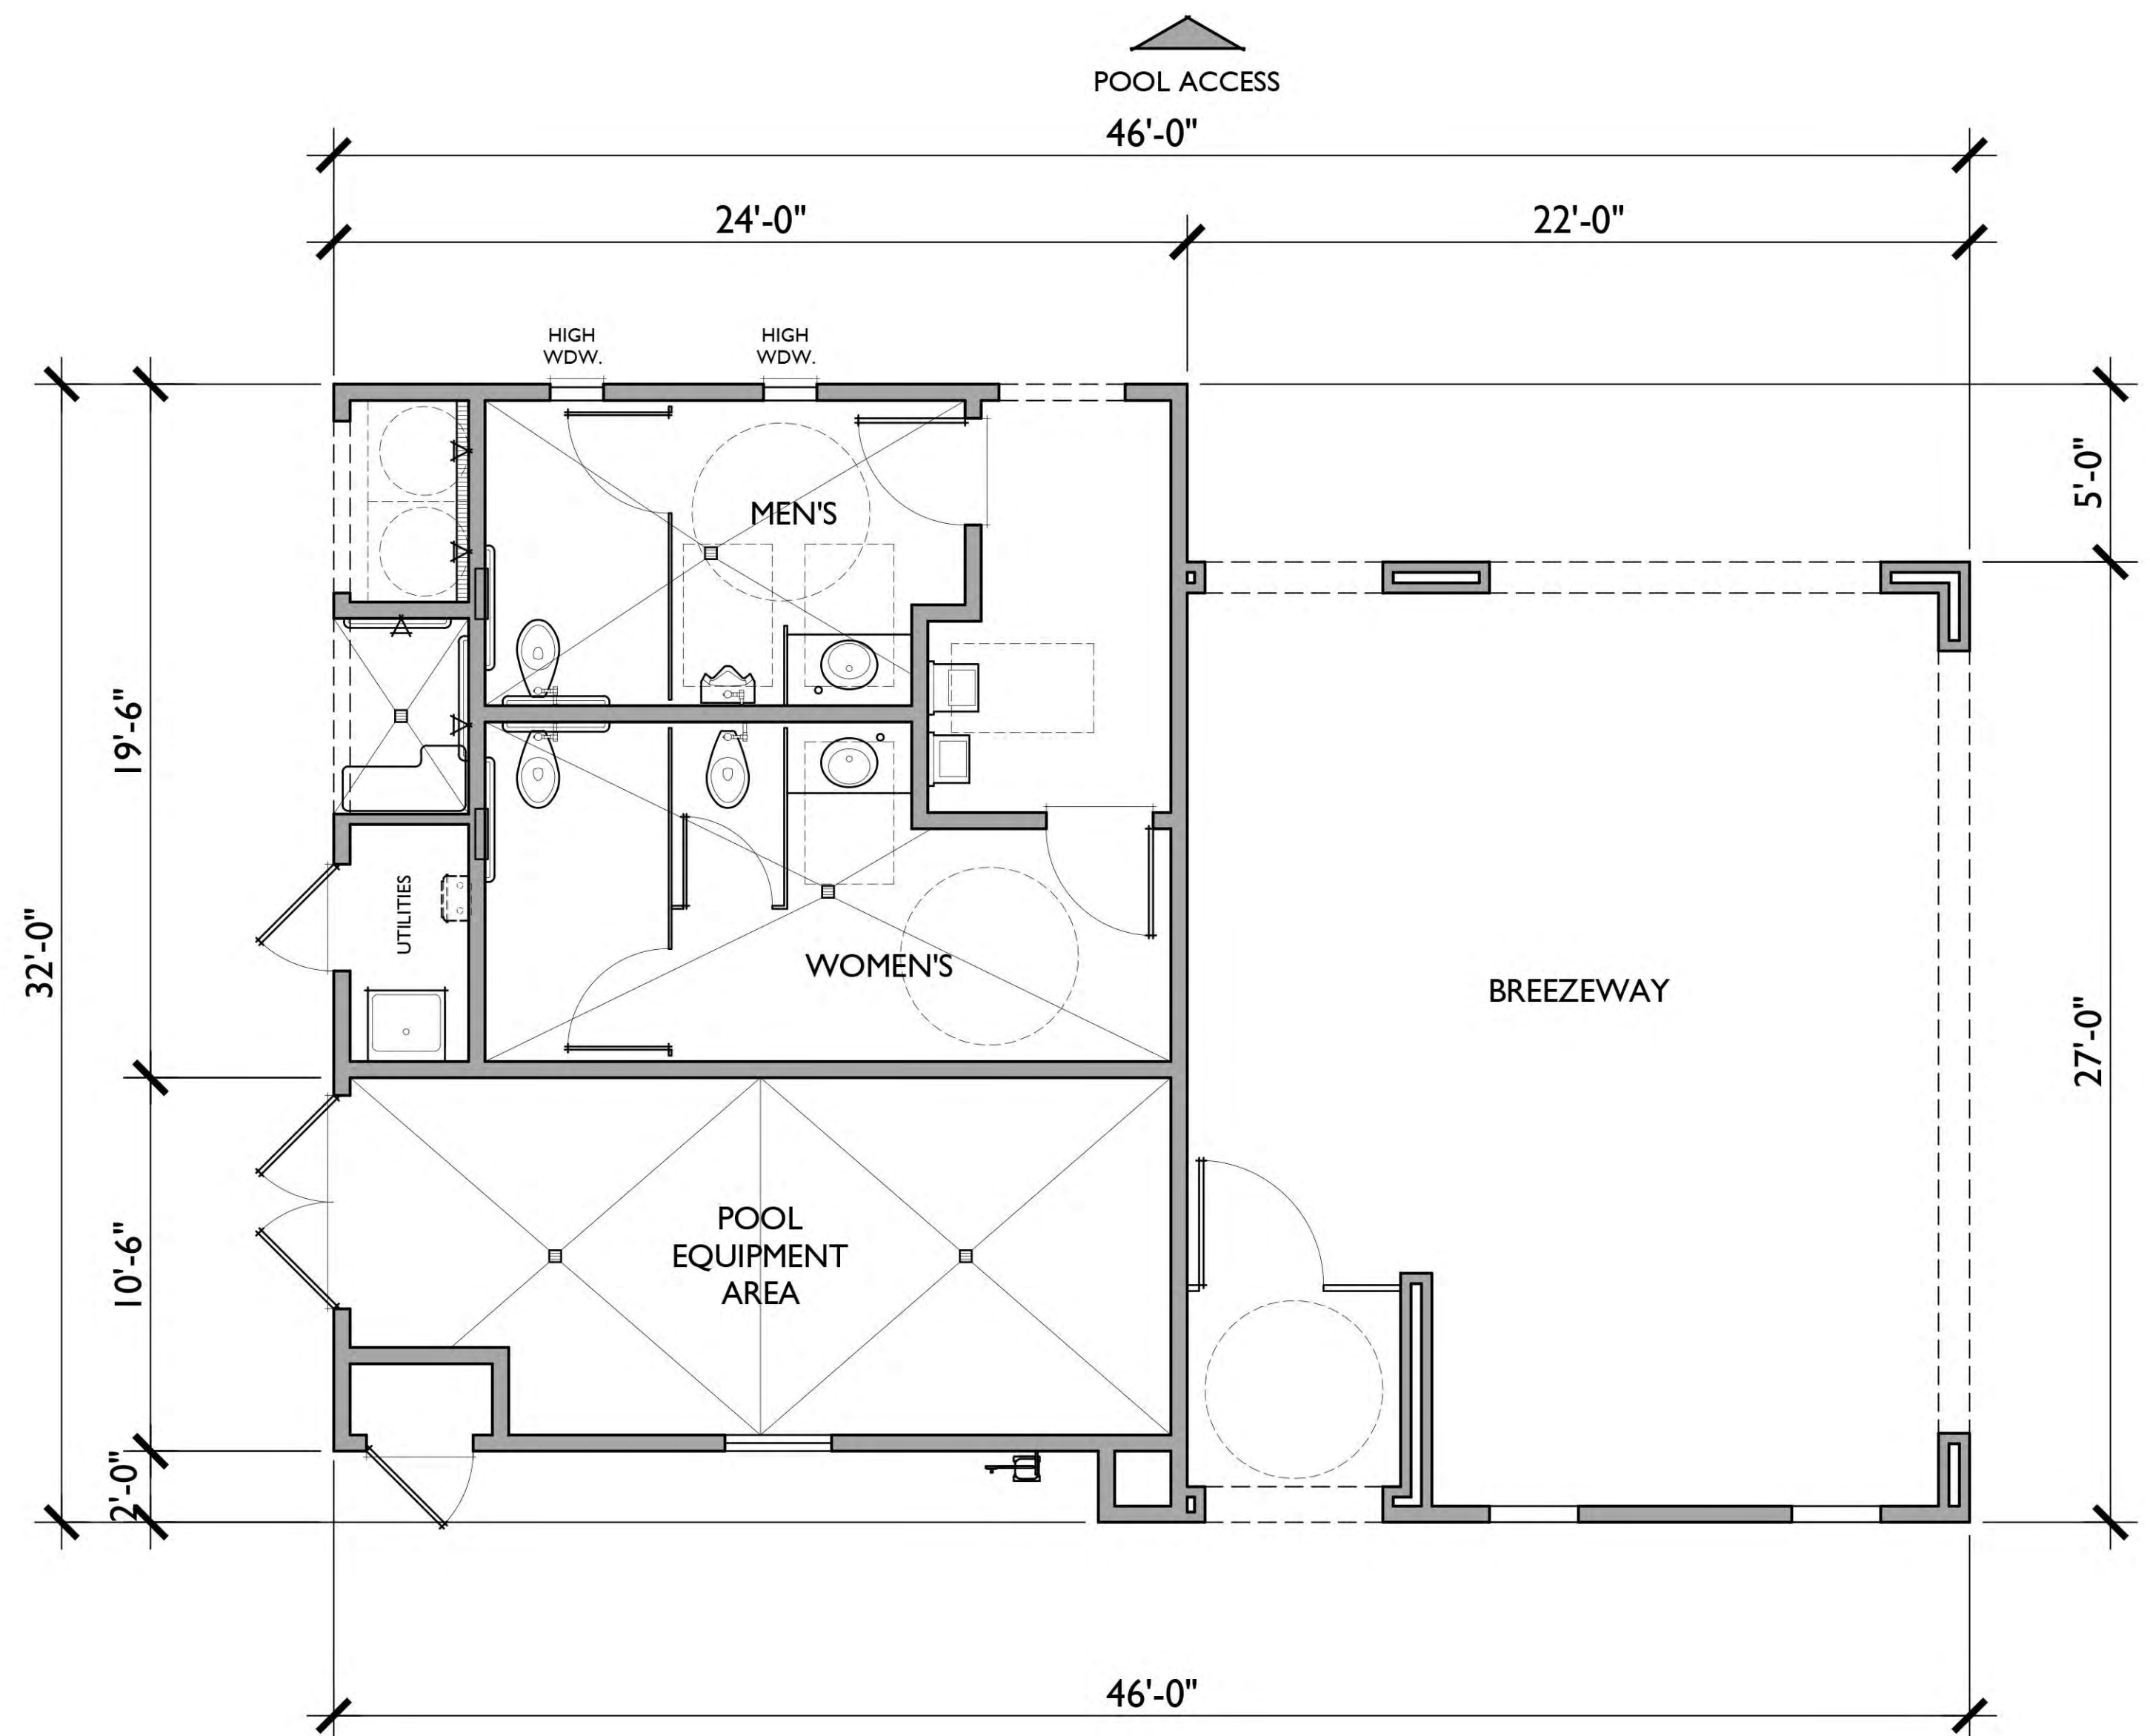 POOL ACCESS
46'-0"
24'-0"
22'-0"
HIGH
WDW.
HIGH
WDW.
5'-0"
MEN'S
19'-6"
32'-0"
UTILITIES
WOMEN'S
BREEZEWAY
27'-0"
POOL
EQUIPMENT
AREA
10'-6"
2'-0"
46'-0"